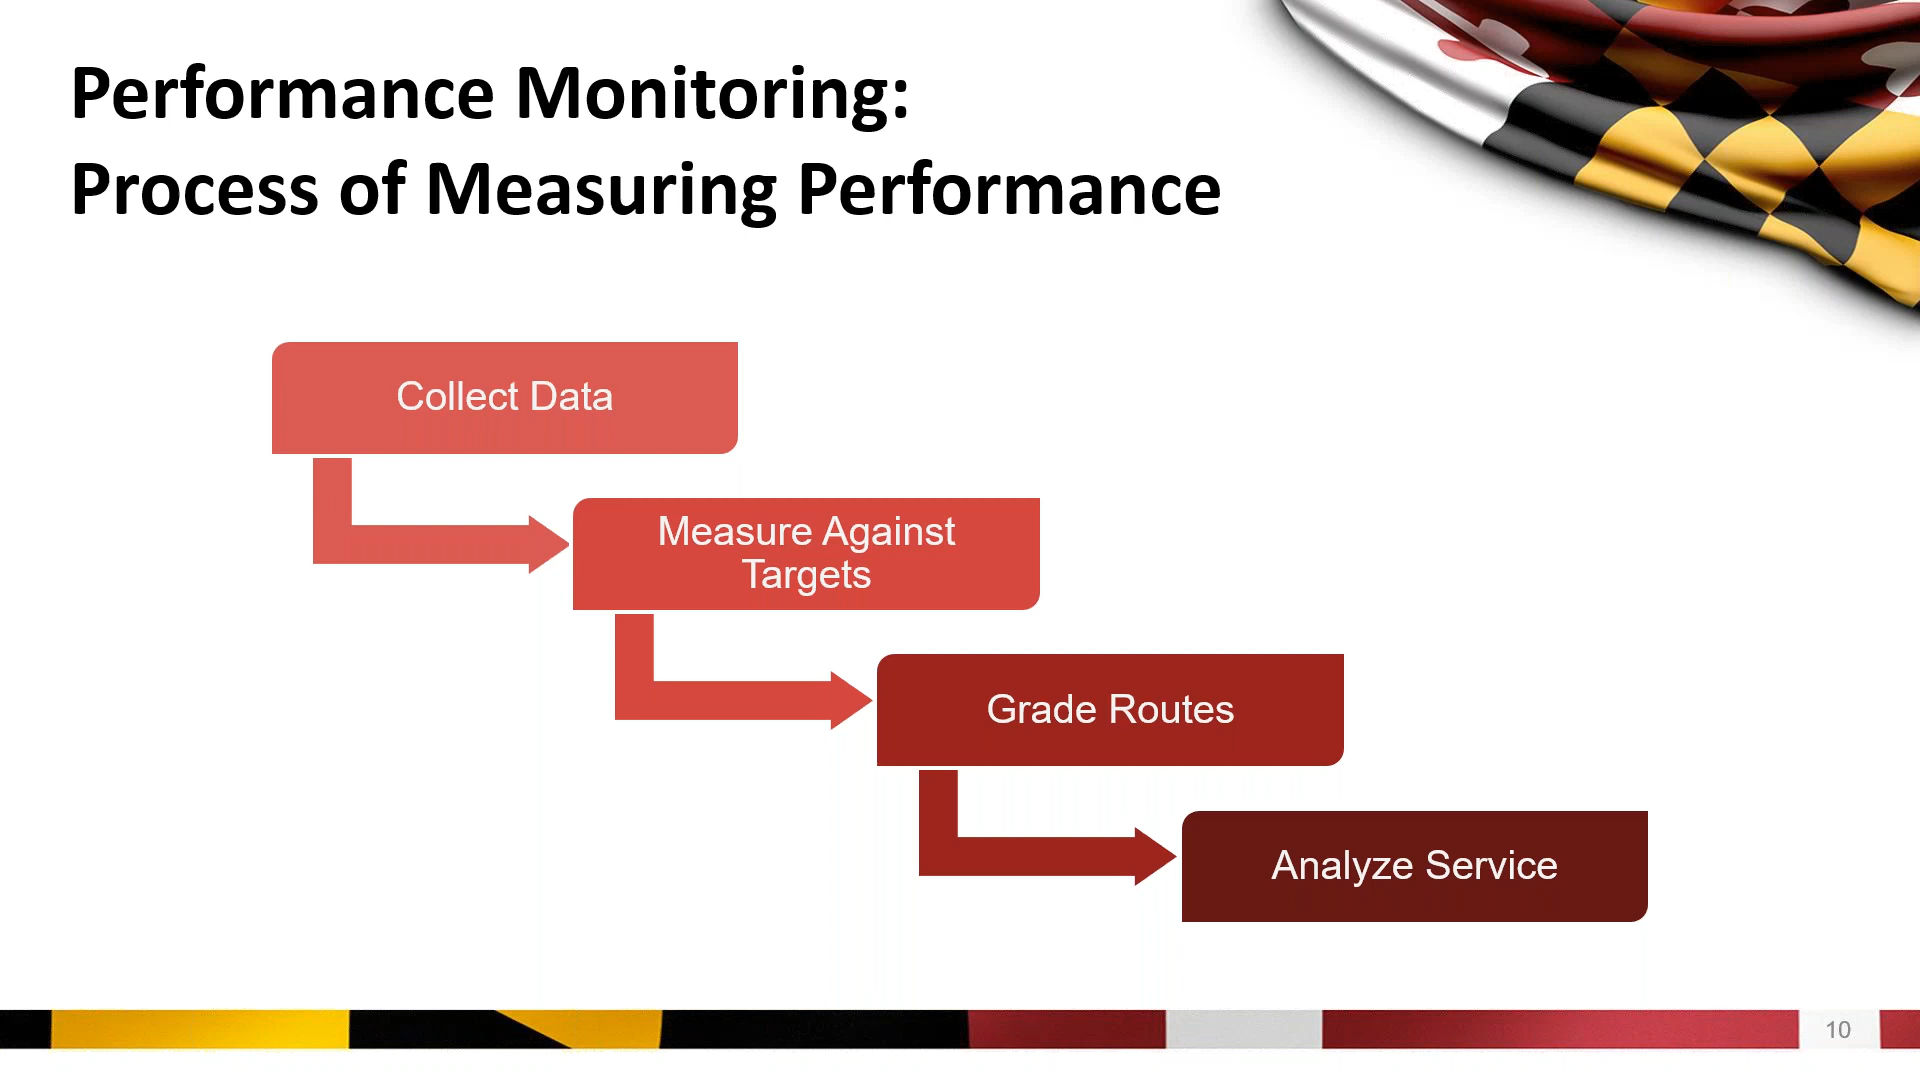 Performance Monitoring:
Process of Measuring Performance
Collect Data
Measure Against
Targets
Grade Routes
Analyze Service
10